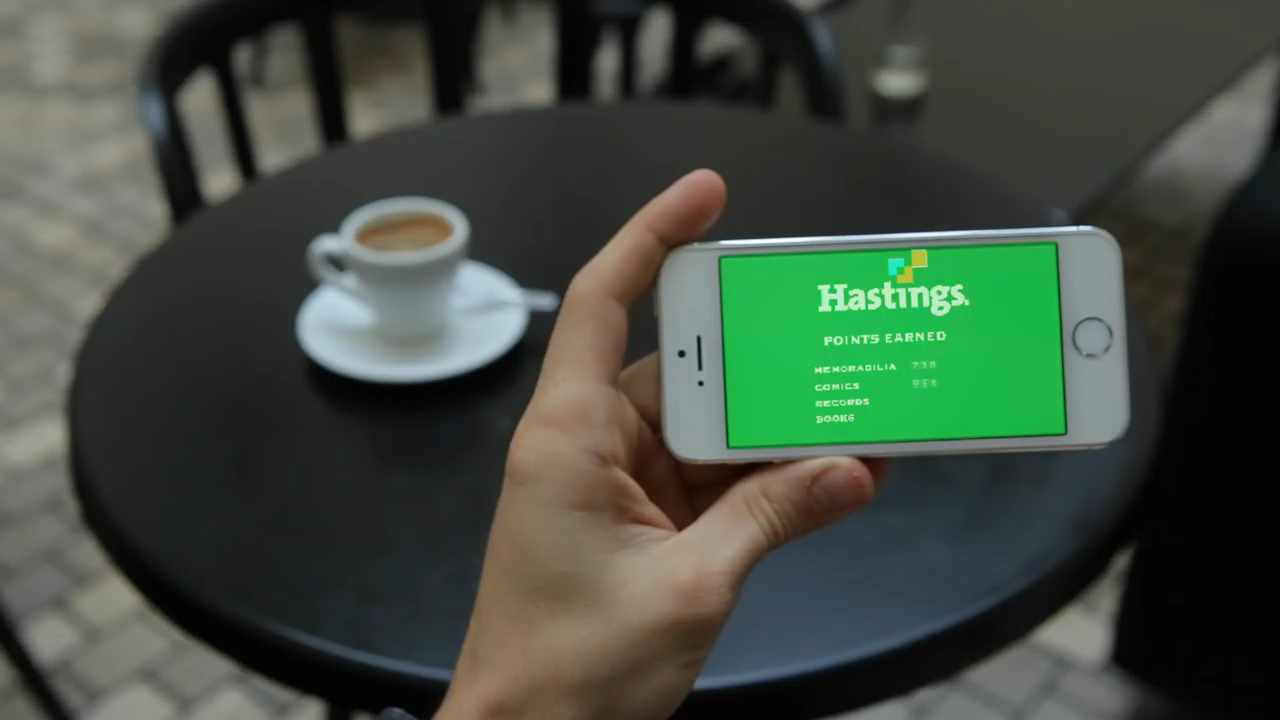 Hastings.
POINTS EARNED
MEMORABILIA
COMICS
RECORDS
BOOKS